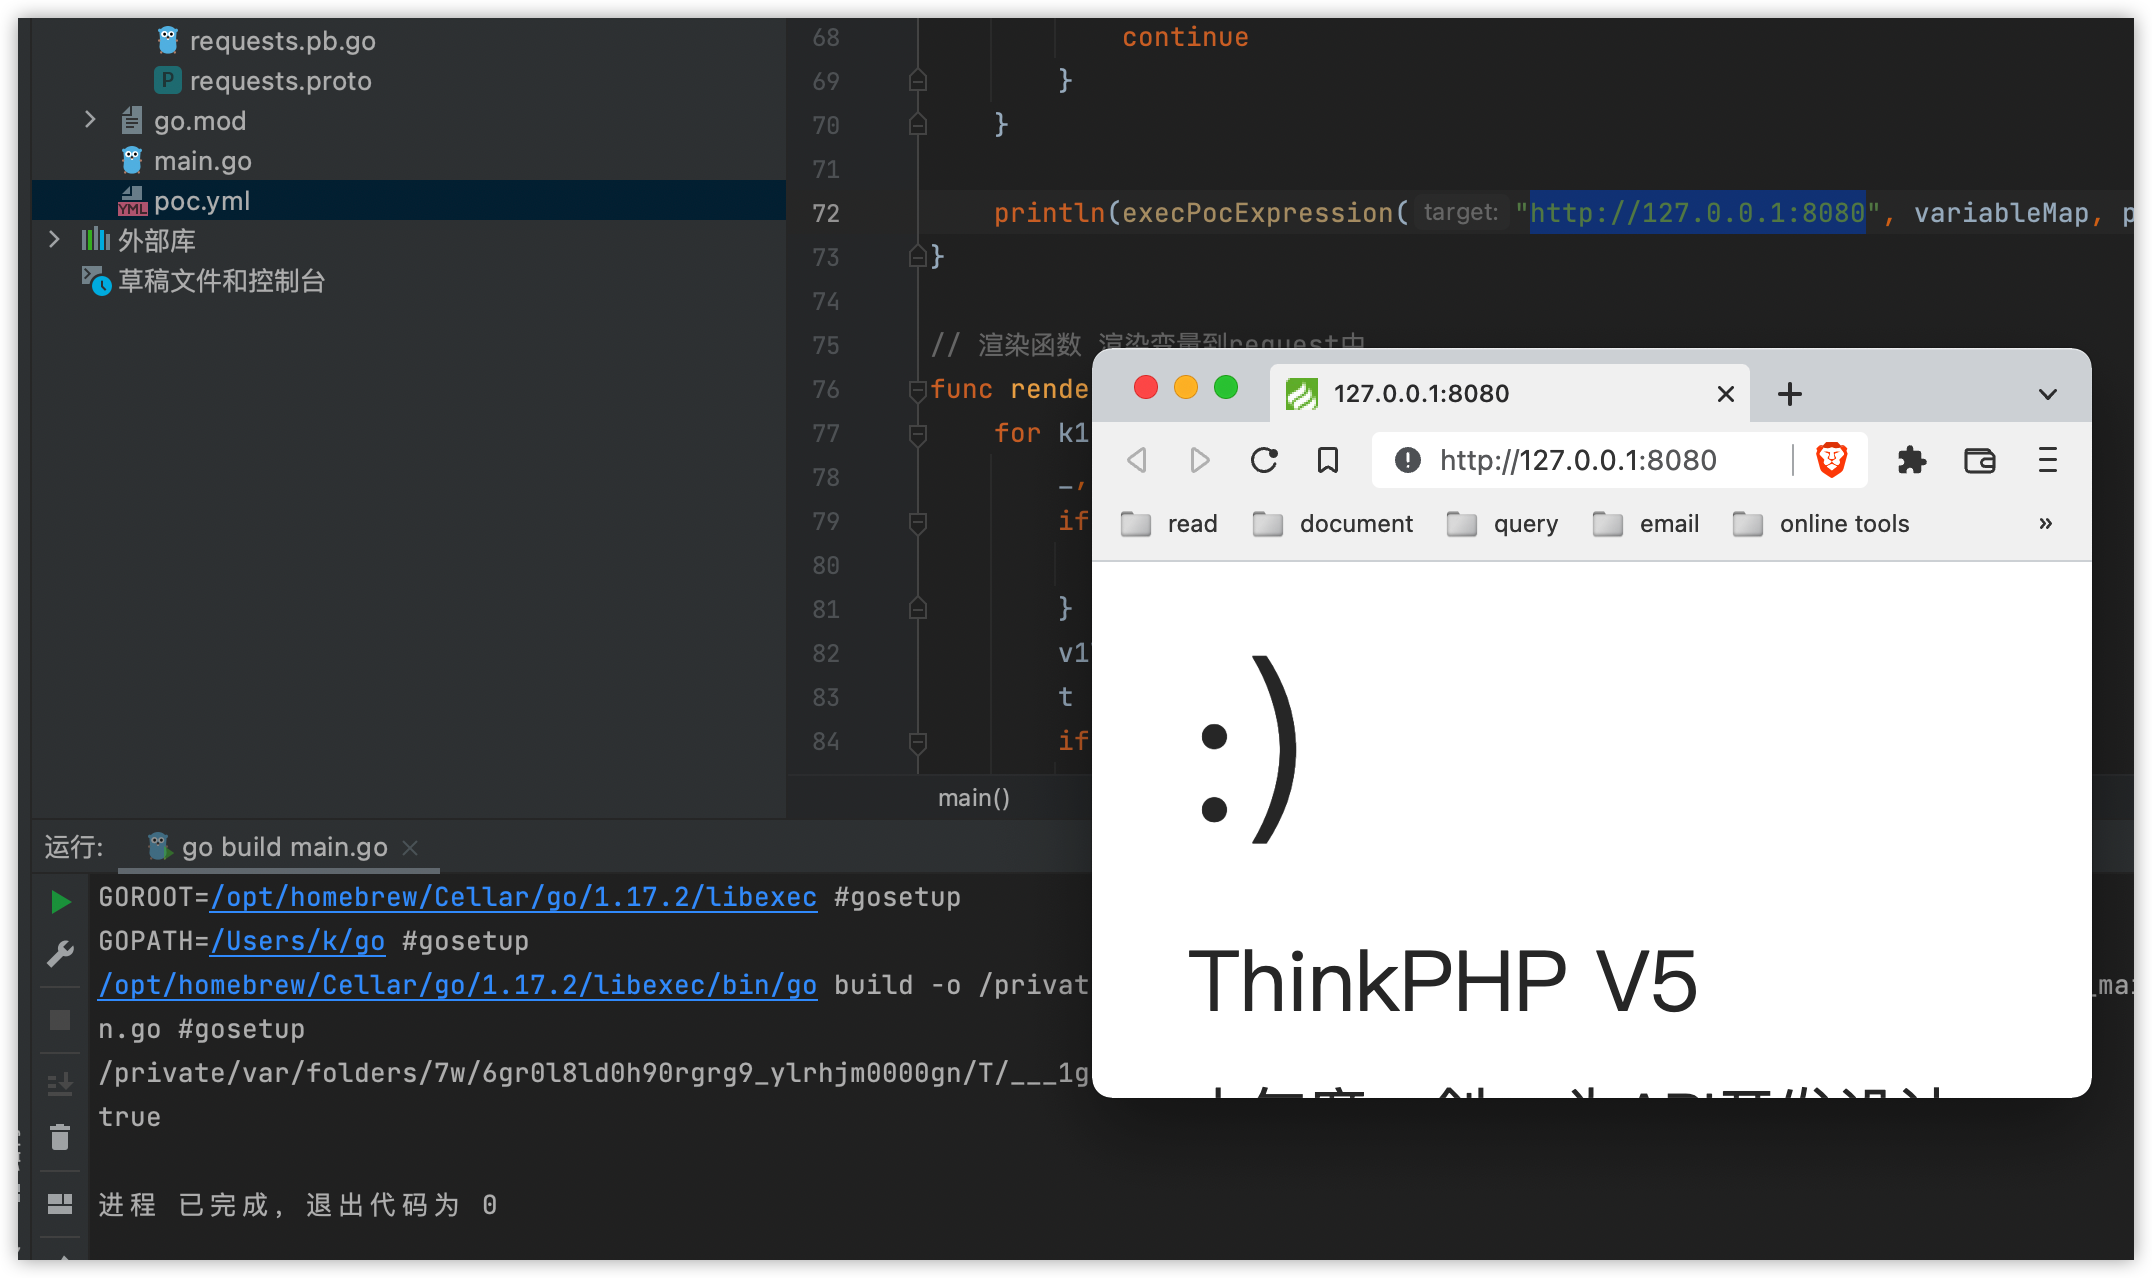 requests.pb.go
P requests.proto
go.mod
main.go
YML poc.yml
外部库
草稿文件和控制台
68 continue
69 }
70 }
71
72 println(execPocExpression( target: "http://127.0.0.1:8080", variableMap, p
73 }
74
75 // 渲染函数 渲染变量到request中
76 func rende
77 for k1
78 _,
79 if
80
81 }
82 v1
83 t
84 if
main()
127.0.0.1:8080
http://127.0.0.1:8080
read document query email online tools »
:)
ThinkPHP V5
运行: go build main.go
GOROOT=/opt/homebrew/Cellar/go/1.17.2/libexec #gosetup
GOPATH=/Users/k/go #gosetup
/opt/homebrew/Cellar/go/1.17.2/libexec/bin/go build -o /privat _mai
n.go #gosetup
/private/var/folders/7w/6gr0l8ld0h90rgrg9_ylrhjm0000gn/T/___1g
true
进程 已完成, 退出代码为 0